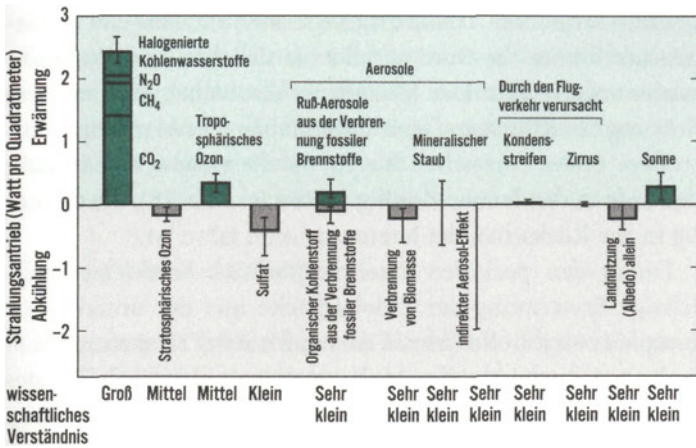 Strahlungsantrieb (Watt pro Quadratmeter)
Abkühlung Erwärmung
3
2
1
0
−1
−2
0
Halogenierte
Kohlenwasserstoffe
N₂O
CH₄
CO₂
Stratosphärisches Ozon
Tropo-
sphärisches
Ozon
Sulfat
Aerosole
Ruß-Aerosole
aus der Verbren-
nung fossiler
Brennstoffe
Organischer Kohlenstoff
aus der Verbrennung
fossiler Brennstoffe
Verbrennung
von Biomasse
Mineralischer
Staub
indirekter Aerosol-Effekt
Durch den Flug-
verkehr verursacht
Kondens-
streifen
Zirrus
Landnutzung
(Albedo) allein
Sonne
wissen-
schaftliches
Verständnis
Groß
Mittel
Mittel
Klein
Sehr
klein
Sehr
klein
Sehr
klein
Sehr
klein
Sehr
klein
Sehr
klein
Sehr
klein
Sehr
klein